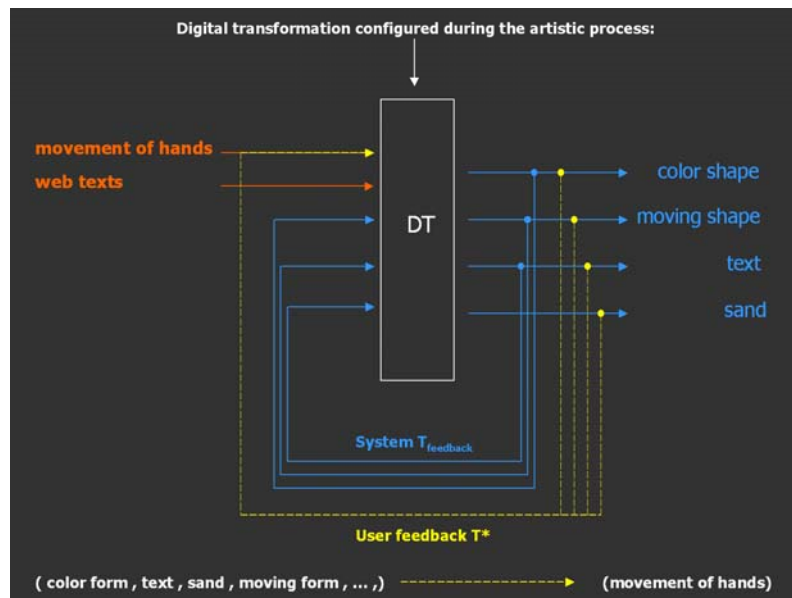 Digital transformation configured during the artistic process:
movement of hands
web texts
DT
color shape
moving shape
text
sand
System Tfeedback
User feedback T*
( color form , text , sand , moving form , ... ,)
(movement of hands)